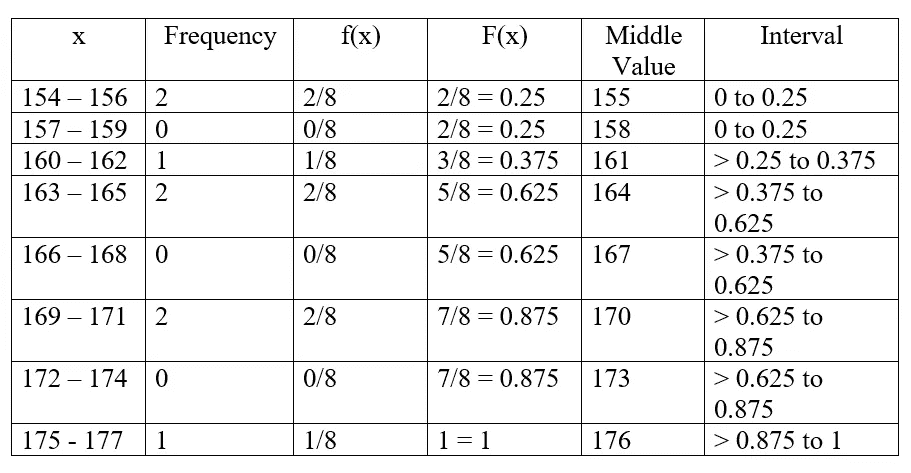 x Frequency f(x) F(x) Middle Value Interval
154 – 156 2 2/8 2/8 = 0.25 155 0 to 0.25
157 – 159 0 0/8 2/8 = 0.25 158 0 to 0.25
160 – 162 1 1/8 3/8 = 0.375 161 > 0.25 to 0.375
163 – 165 2 2/8 5/8 = 0.625 164 > 0.375 to 0.625
166 – 168 0 0/8 5/8 = 0.625 167 > 0.375 to 0.625
169 – 171 2 2/8 7/8 = 0.875 170 > 0.625 to 0.875
172 – 174 0 0/8 7/8 = 0.875 173 > 0.625 to 0.875
175 - 177 1 1/8 1 = 1 176 > 0.875 to 1